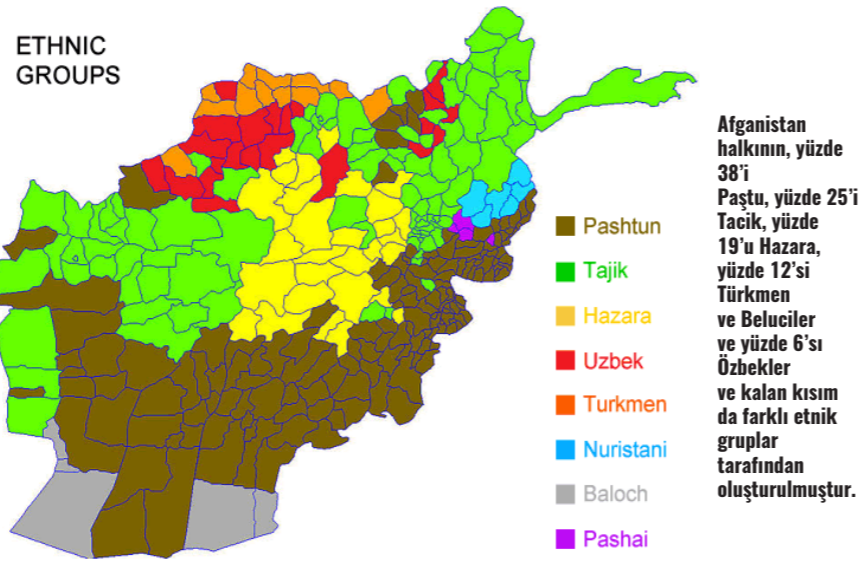 ETHNIC
GROUPS
Pashtun
Tajik
Hazara
Uzbek
Turkmen
Nuristani
Baloch
Pashai
Afganistan
halkının, yüzde
38’i
Paştu, yüzde 25’i
Tacik, yüzde
19’u Hazara,
yüzde 12’si
Türkmen
ve Beluciler
ve yüzde 6’sı
Özbekler
ve kalan kısım
da farklı etnik
gruplar
tarafından
oluşturulmuştur.